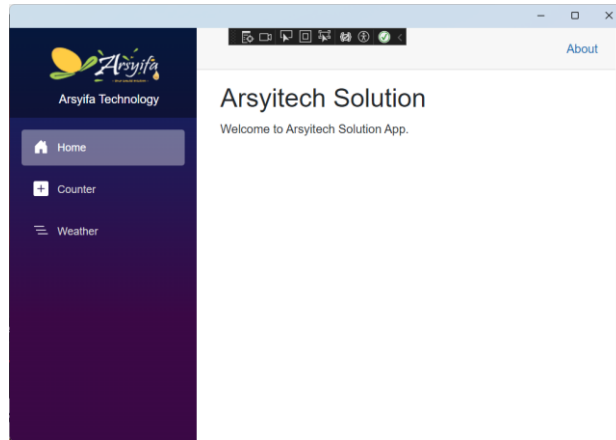 Arsyifa
Arsyifa Technology
Home
Counter
Weather
About
Arsyitech Solution
Welcome to Arsyitech Solution App.